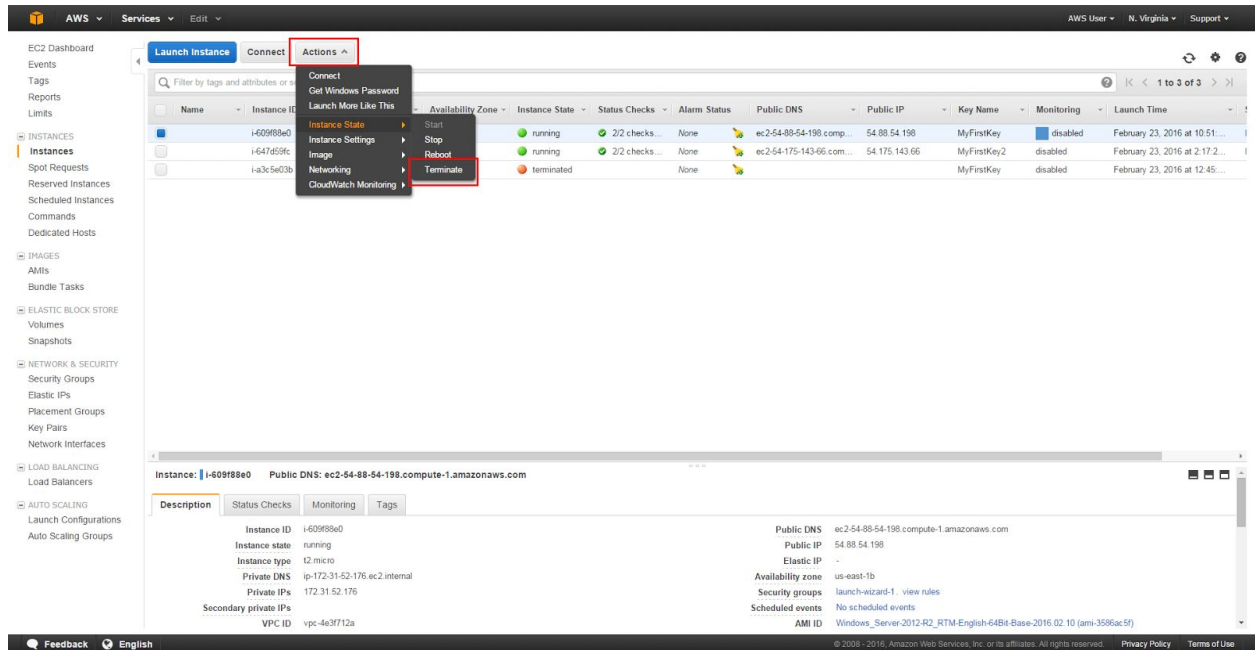 AWS Services Edit AWS User N. Virginia Support
EC2 Dashboard
Events
Tags
Reports
Limits
INSTANCES
Instances
Spot Requests
Reserved Instances
Scheduled Instances
Commands
Dedicated Hosts
IMAGES
AMIs
Bundle Tasks
ELASTIC BLOCK STORE
Volumes
Snapshots
NETWORK & SECURITY
Security Groups
Elastic IPs
Placement Groups
Key Pairs
Network Interfaces
LOAD BALANCING
Load Balancers
AUTO SCALING
Launch Configurations
Auto Scaling Groups
Launch Instance Connect Actions
Filter by tags and attributes or se 1 to 3 of 3
Connect
Get Windows Password
Launch More Like This
Instance State
Instance Settings
Image
Networking
CloudWatch Monitoring
Start
Stop
Reboot
Terminate
Name Instance ID Availability Zone Instance State Status Checks Alarm Status Public DNS Public IP Key Name Monitoring Launch Time
i-609f88e0 running 2/2 checks... None ec2-54-88-54-198.comp... 54.88.54.198 MyFirstKey disabled February 23, 2016 at 10:51:...
i-647d59fc running 2/2 checks... None ec2-54-175-143-66.com... 54.175.143.66 MyFirstKey2 disabled February 23, 2016 at 2:17:2...
i-a3c5e03b terminated None MyFirstKey disabled February 23, 2016 at 12:45:...
Instance: i-609f88e0 Public DNS: ec2-54-88-54-198.compute-1.amazonaws.com
Description Status Checks Monitoring Tags
Instance ID i-609f88e0 Public DNS ec2-54-88-54-198.compute-1.amazonaws.com
Instance state running Public IP 54.88.54.198
Instance type t2.micro Elastic IP -
Private DNS ip-172-31-52-176.ec2.internal Availability zone us-east-1b
Private IPs 172.31.52.176 Security groups launch-wizard-1. view rules
Secondary private IPs Scheduled events No scheduled events
VPC ID vpc-4e3f712a AMI ID Windows_Server-2012-R2_RTM-English-64Bit-Base-2016.02.10 (ami-3586ac5f)
Feedback English © 2008 - 2016, Amazon Web Services, Inc. or its affiliates. All rights reserved. Privacy Policy Terms of Use